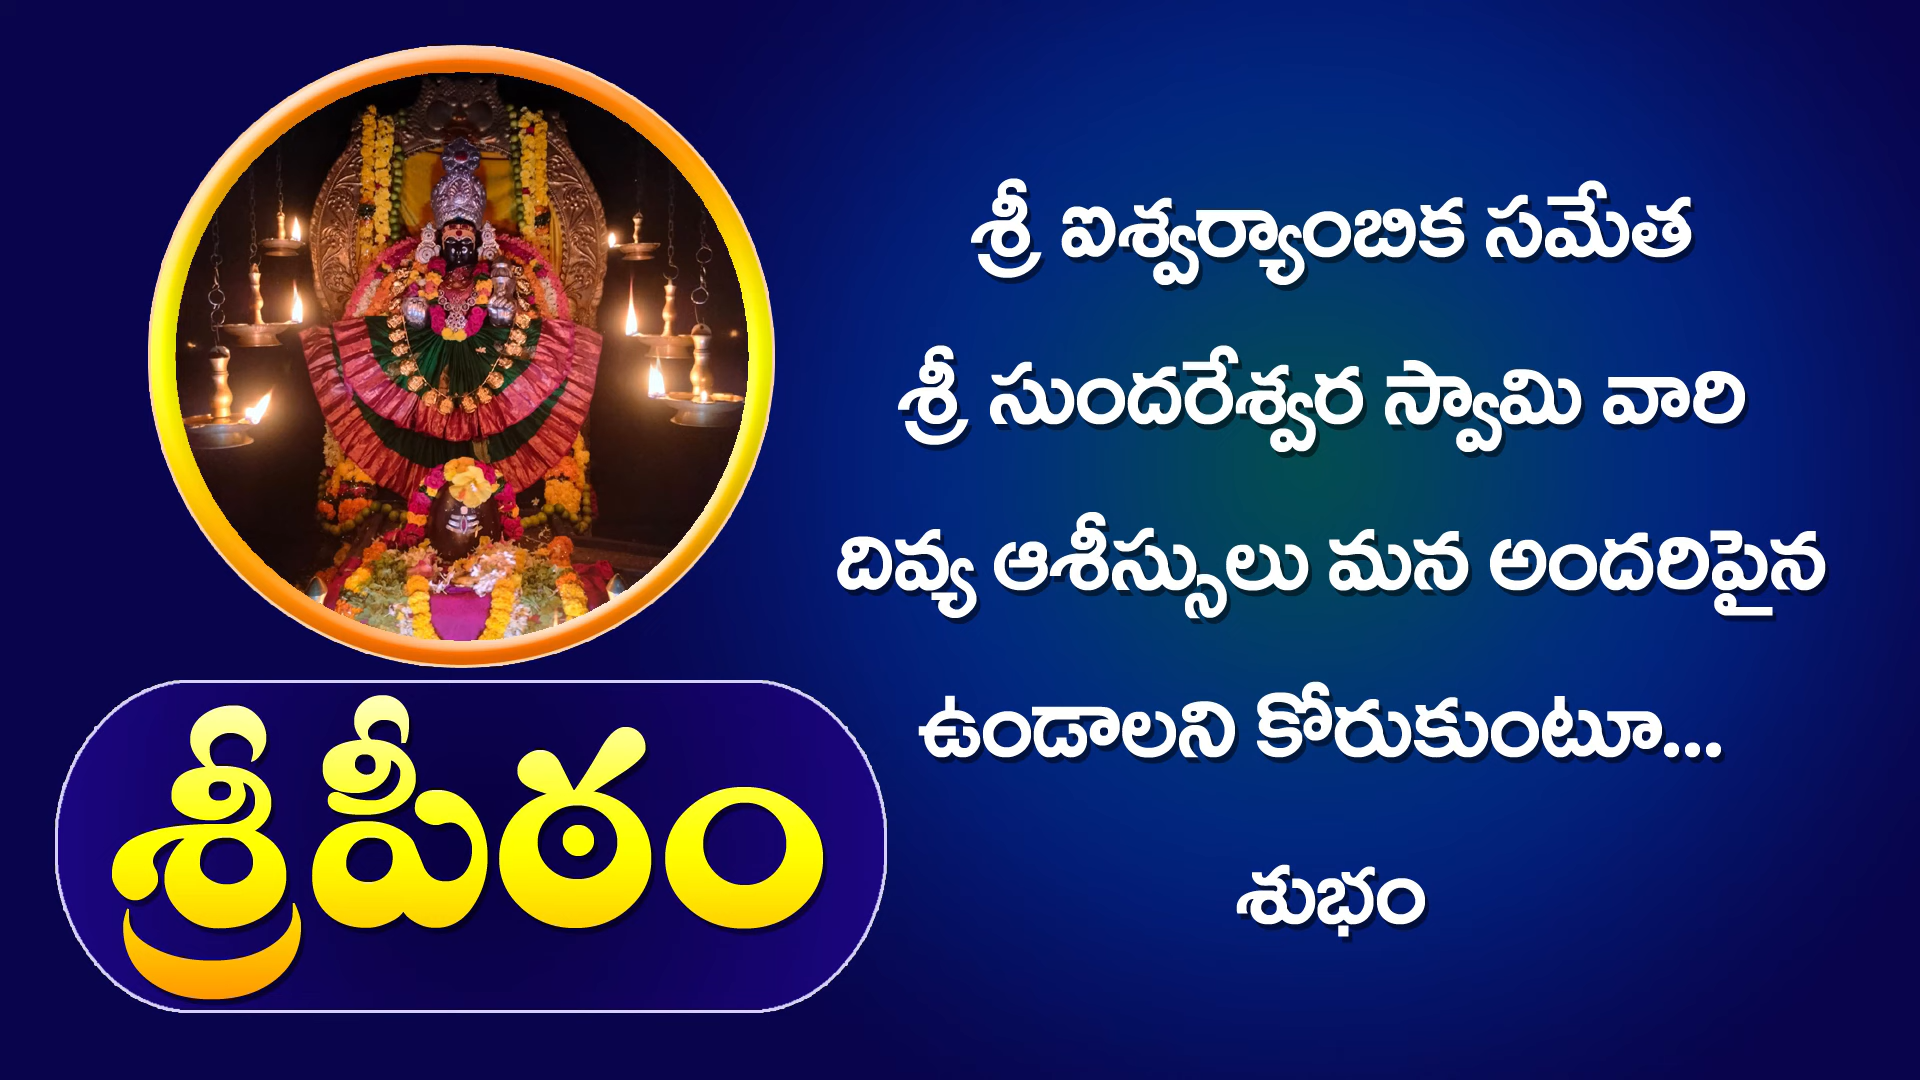 శ్రీ ఐశ్వర్యాంబిక సమేత
శ్రీ సుందరేశ్వర స్వామి వారి
దివ్య ఆశీస్సులు మన అందరిపైన
ఉండాలని కోరుకుంటూ...
శుభం
శ్రీపీఠం